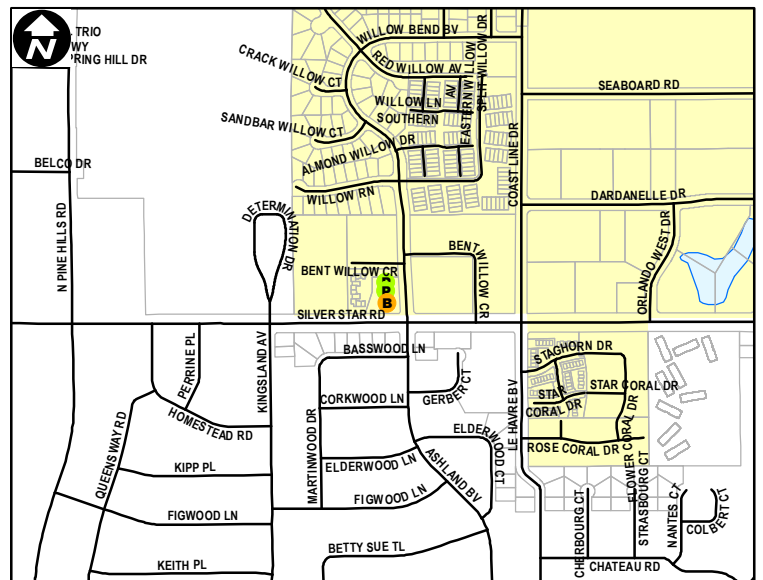 N
TRIO
WY
PRING HILL DR
WILLOW BEND BV
CRACK WILLOW CT
RED WILLOW AV
SPLIT WILLOW DR
EASTERN WILLOW
AV
WILLOW LN
SOUTHERN
SEABOARD RD
SANDBAR WILLOW CT
ALMOND WILLOW DR
COAST LINE DR
BELCO DR
WILLOW RN
DARDANELLE DR
N PINE HILLS RD
DETERMINATION DR
ORLANDO WEST DR
BENT WILLOW CR
BENT WILLOW CR
P
B
SILVER STAR RD
PERRINE PL
KINGSLAND AV
BASSWOOD LN
STAGHORN DR
GERBER CT
LE HAVRE BV
STAR CORAL DR
STAR
CORAL DR
CORKWOOD LN
HOMESTEAD RD
MARTINWOOD DR
ELDERWOOD CT
FLOWER CORAL DR
ROSE CORAL DR
QUEENSWAY RD
KIPP PL
ELDERWOOD LN
ASHLAND BV
FIGWOOD LN
FIGWOOD LN
CHERBOURG CT
STRASBOURG CT
NANTES CT
COLBERT CT
BETTY SUE TL
KEITH PL
CHATEAU RD